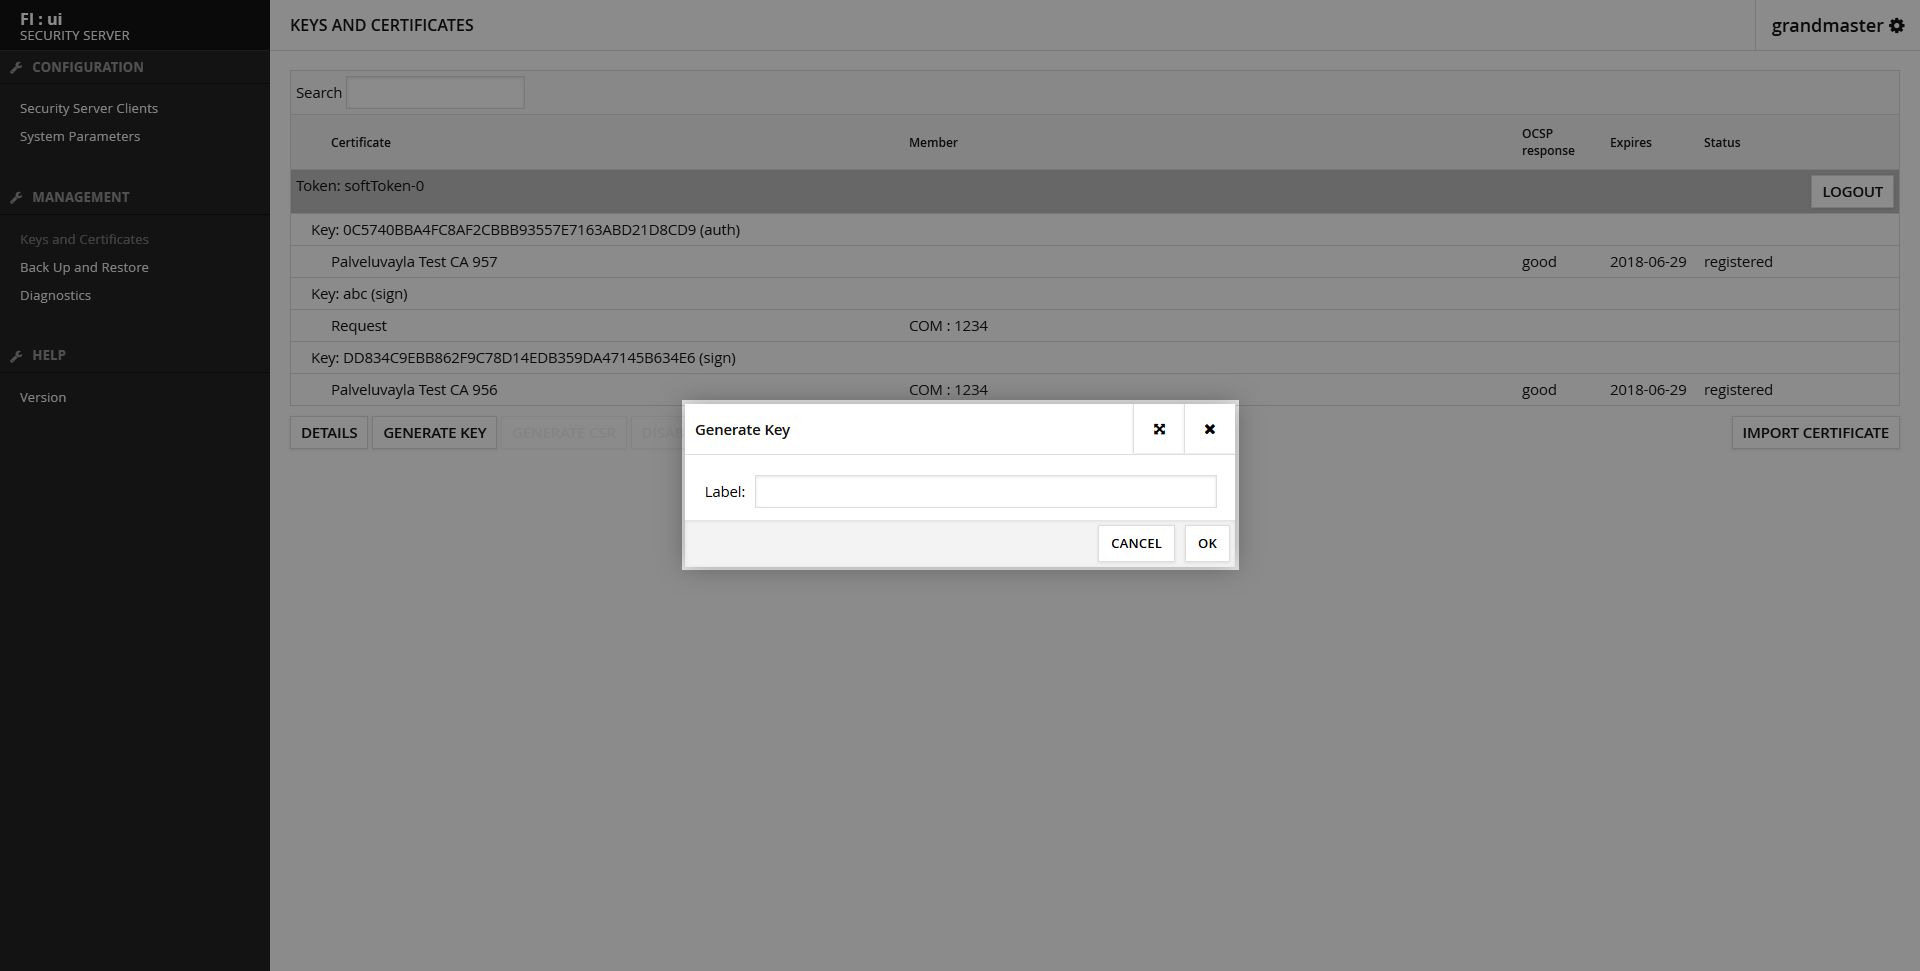 FI : ui
SECURITY SERVER
KEYS AND CERTIFICATES
grandmaster
CONFIGURATION
Security Server Clients
System Parameters
MANAGEMENT
Keys and Certificates
Back Up and Restore
Diagnostics
HELP
Version
Search
Certificate Member OCSP response Expires Status
Token: softToken-0 LOGOUT
Key: 0C5740BBA4FC8AF2CBBB93557E7163ABD21D8CD9 (auth)
Palveluvayla Test CA 957 good 2018-06-29 registered
Key: abc (sign)
Request COM : 1234
Key: DD834C9EBB862F9C78D14EDB359DA47145B634E6 (sign)
Palveluvayla Test CA 956 COM : 1234 good 2018-06-29 registered
DETAILS GENERATE KEY GENERATE CSR IMPORT CERTIFICATE
Generate Key
Label:
CANCEL OK